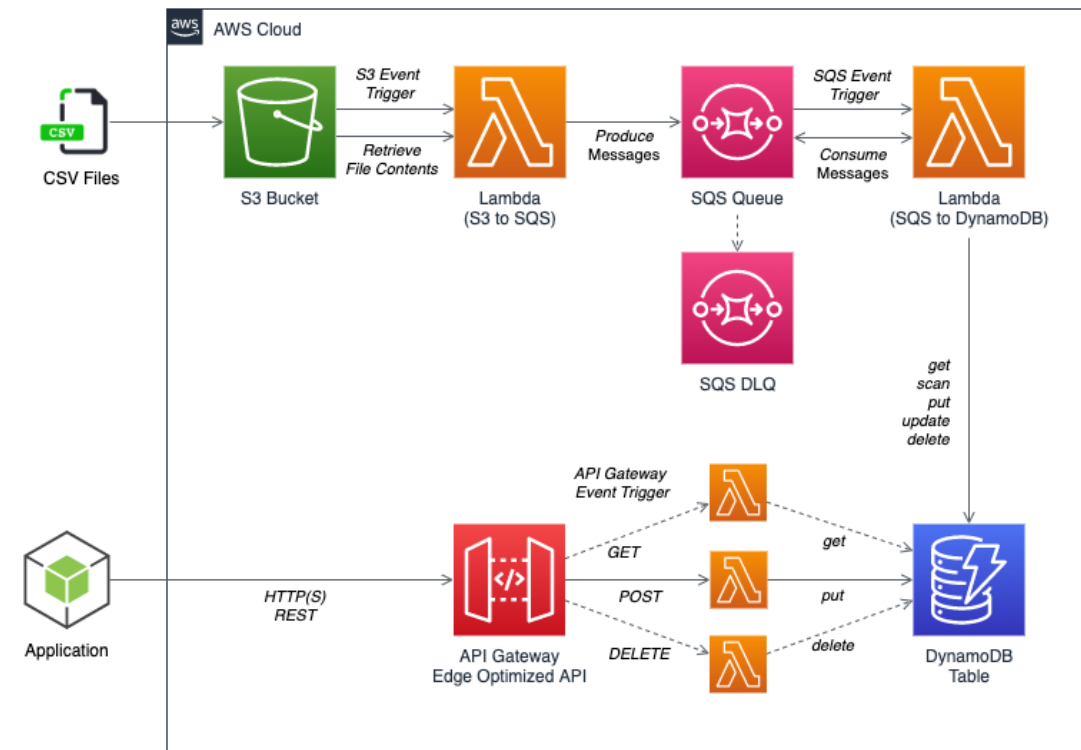 aws
AWS Cloud
CSV
CSV Files
S3 Event
Trigger
Retrieve
File Contents
S3 Bucket
Lambda
(S3 to SQS)
Produce
Messages
SQS Queue
SQS Event
Trigger
Consume
Messages
Lambda
(SQS to DynamoDB)
SQS DLQ
get
scan
put
update
delete
Application
HTTP(S)
REST
</>
API Gateway
Edge Optimized API
API Gateway
Event Trigger
GET
POST
DELETE
get
put
delete
DynamoDB
Table